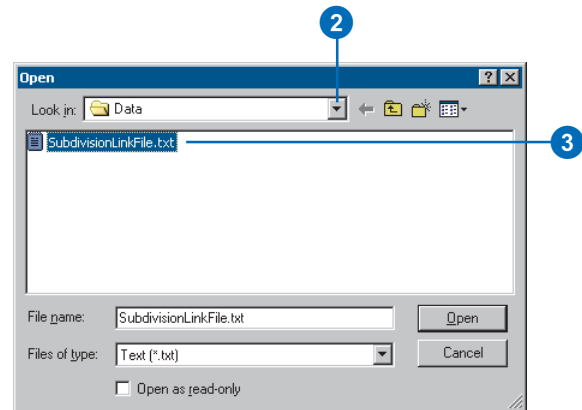 2
Open
Look in: Data
SubdivisionLinkFile.txt
3
File name: SubdivisionLinkFile.txt Open
Files of type: Text (*.txt) Cancel
Open as read-only